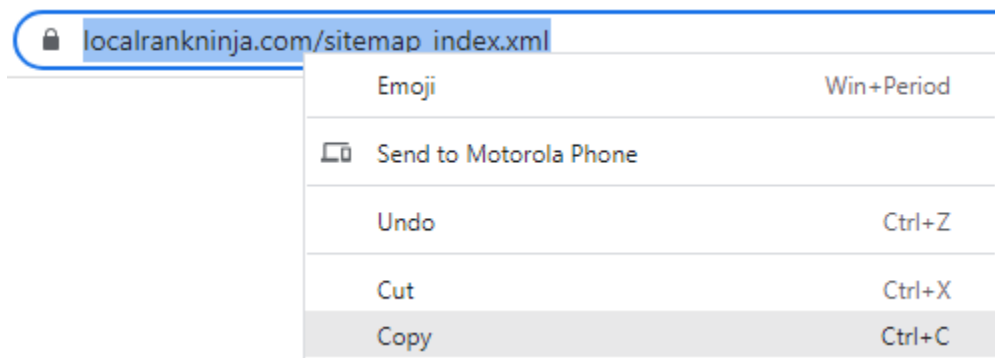 localrankninja.com/sitemap_index.xml
Emoji Win+Period
Send to Motorola Phone
Undo Ctrl+Z
Cut Ctrl+X
Copy Ctrl+C